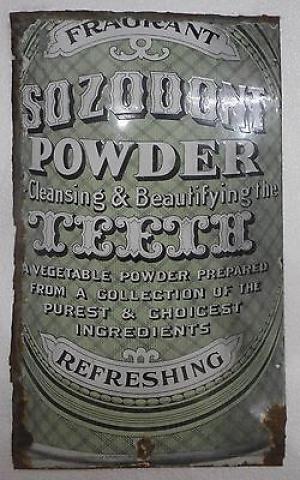 FRAGRANT
SOZODONT
POWDER
Cleansing & Beautifying the
TEETH
A VEGETABLE POWDER PREPARED
FROM A COLLECTION OF THE
PUREST & CHOICEST
INGREDIENTS
REFRESHING